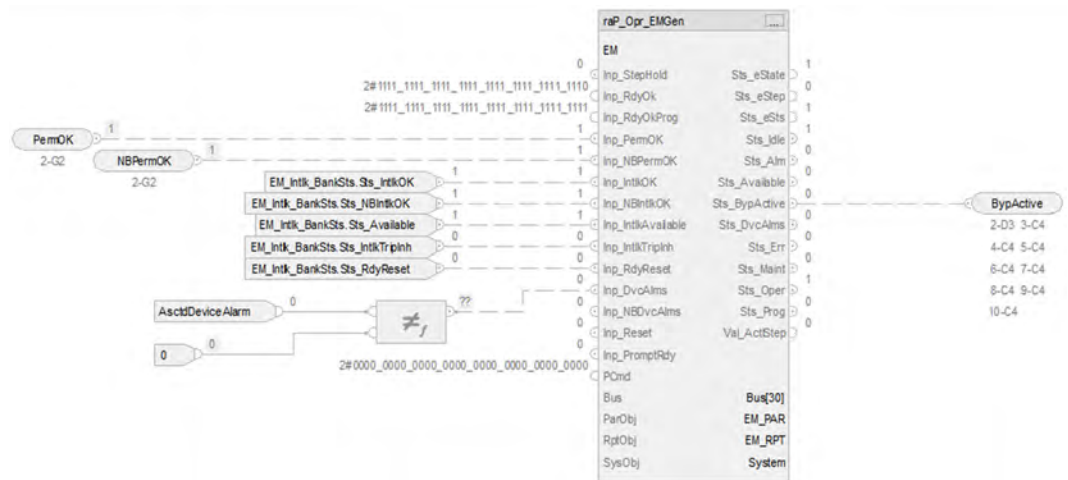 raP_Opr_EMGen ...
EM
0 Inp_StepHold Sts_eState 1
2#1111_1111_1111_1111_1111_1111_1111_1110 Inp_RdyOk Sts_eStep 0
2#1111_1111_1111_1111_1111_1111_1111_1111 Inp_RdyOkProg Sts_eSts 1
PermOK 1 1 Inp_PermOK Sts_Idle 0
2-G2
NBPermOK 1 1 Inp_NBPermOK Sts_Alm 0
2-G2
EM_Intlk_BankSts.Sts_IntlkOK 1 1 Inp_IntlkOK Sts_Available 0
EM_Intlk_BankSts.Sts_NBIntlkOK 1 1 Inp_NBIntlkOK Sts_BypActive 0 BypActive
EM_Intlk_BankSts.Sts_Available 1 1 Inp_IntlkAvailable Sts_DvcAlms 0 2-D3 3-C4
EM_Intlk_BankSts.Sts_IntlkTripInh 0 0 Inp_IntlkTripInh Sts_Err 0 4-C4 5-C4
EM_Intlk_BankSts.Sts_RdyReset 0 0 Inp_RdyReset Sts_Maint 0 6-C4 7-C4
0 Inp_DvcAlms Sts_Oper 1 8-C4 9-C4
AsctdDeviceAlarm 0 ≠f ?? 0 Inp_NBDvcAlms Sts_Prog 0 10-C4
0 Inp_Reset Val_ActStep 0
0 0 0 Inp_PromptRdy
2#0000_0000_0000_0000_0000_0000_0000_0000 PCmd
Bus Bus[30]
ParObj EM_PAR
RptObj EM_RPT
SysObj System